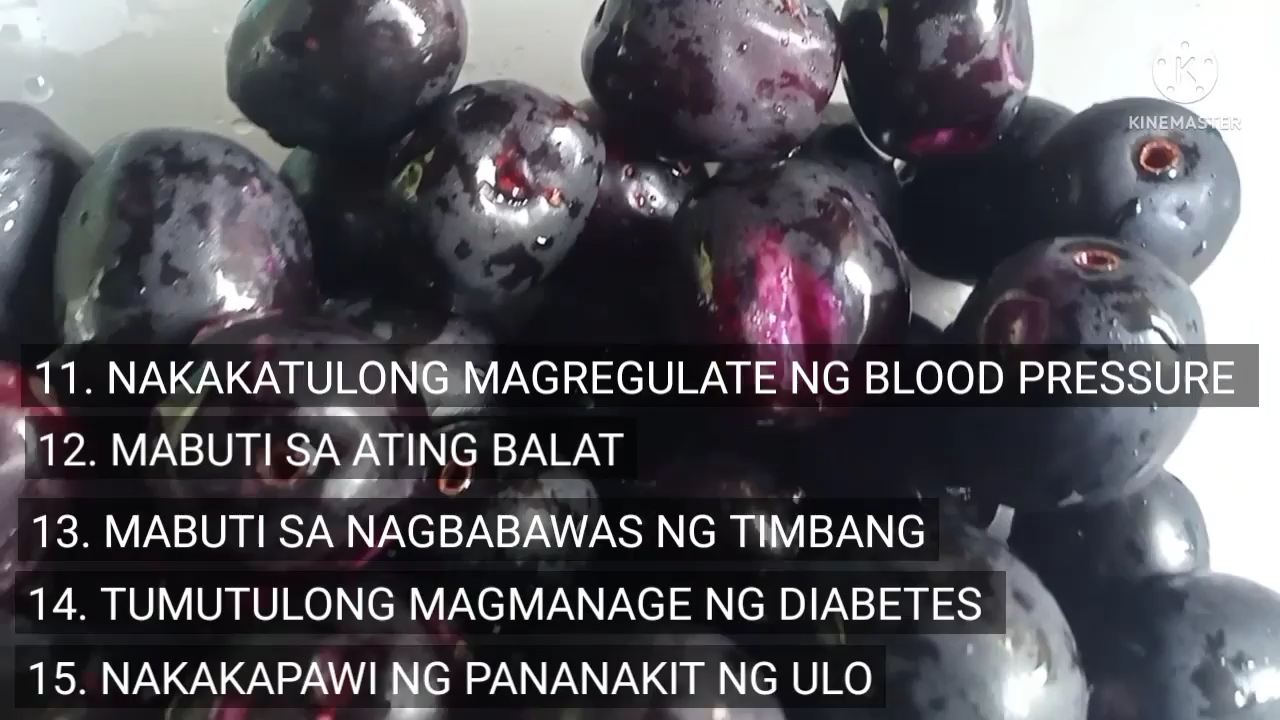 KINEMASTER
11. NAKAKATULONG MAGREGULATE NG BLOOD PRESSURE
12. MABUTI SA ATING BALAT
13. MABUTI SA NAGBABAWAS NG TIMBANG
14. TUMUTULONG MAGMANAGE NG DIABETES
15. NAKAKAPAWI NG PANANAKIT NG ULO